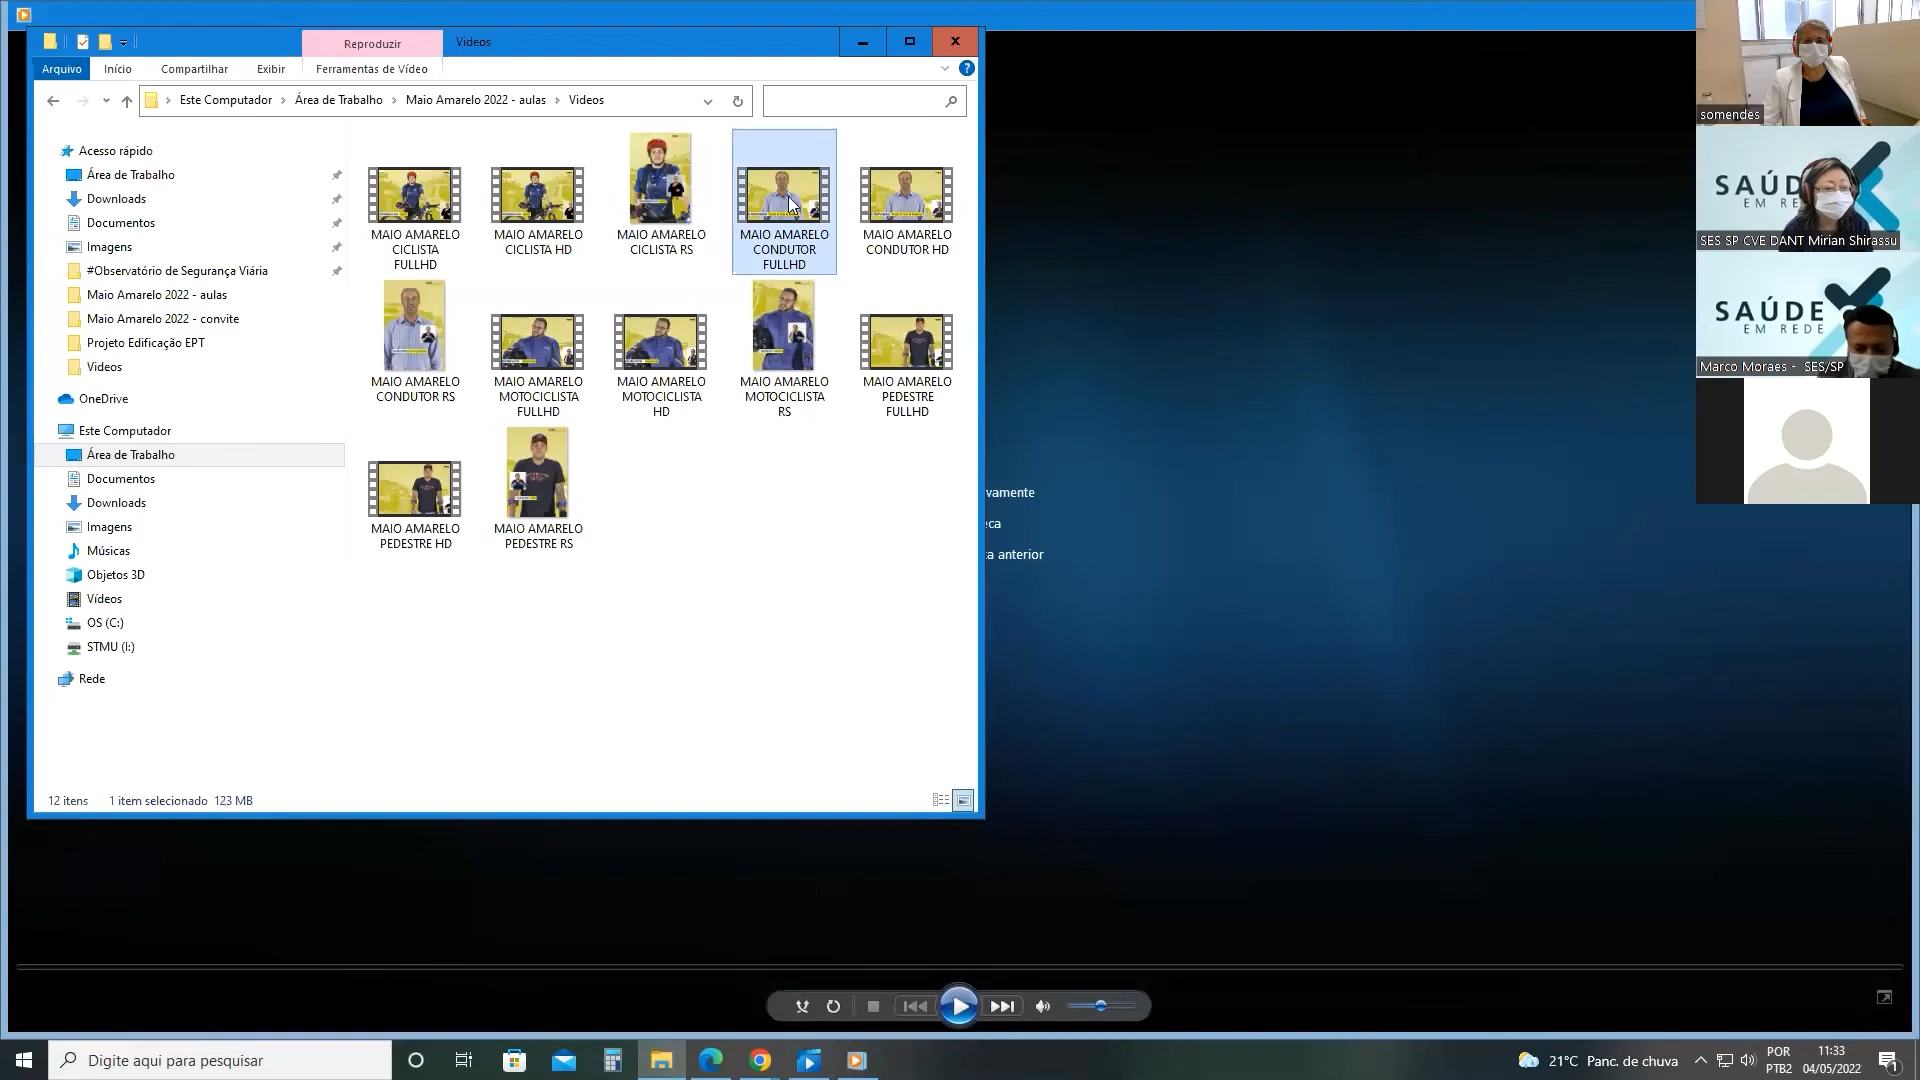 Reproduzir
Videos
Arquivo
Início
Compartilhar
Exibir
Ferramentas de Vídeo
Este Computador
Área de Trabalho
Maio Amarelo 2022 - aulas
Videos
Acesso rápido
Área de Trabalho
Downloads
Documentos
Imagens
#Observatório de Segurança Viária
Maio Amarelo 2022 - aulas
Maio Amarelo 2022 - convite
Projeto Edificação EPT
Videos
OneDrive
Este Computador
Área de Trabalho
Documentos
Downloads
Imagens
Músicas
Objetos 3D
Vídeos
OS (C:)
STMU (I:)
Rede
MAIO AMARELO
CICLISTA
FULLHD
MAIO AMARELO
CICLISTA HD
MAIO AMARELO
CICLISTA RS
MAIO AMARELO
CONDUTOR
FULLHD
MAIO AMARELO
CONDUTOR HD
MAIO AMARELO
CONDUTOR RS
MAIO AMARELO
MOTOCICLISTA
FULLHD
MAIO AMARELO
MOTOCICLISTA
HD
MAIO AMARELO
MOTOCICLISTA
RS
MAIO AMARELO
PEDESTRE
FULLHD
MAIO AMARELO
PEDESTRE HD
MAIO AMARELO
PEDESTRE RS
12 itens 1 item selecionado 123 MB
vamente
eca
ta anterior
somendes
SAÚD
EM RE
SES SP CVE DANT Mirian Shirassu
SAÚDE
EM REDE
Marco Moraes - SES/SP
Digite aqui para pesquisar
21°C Panc. de chuva
POR
PTB2
11:33
04/05/2022
1